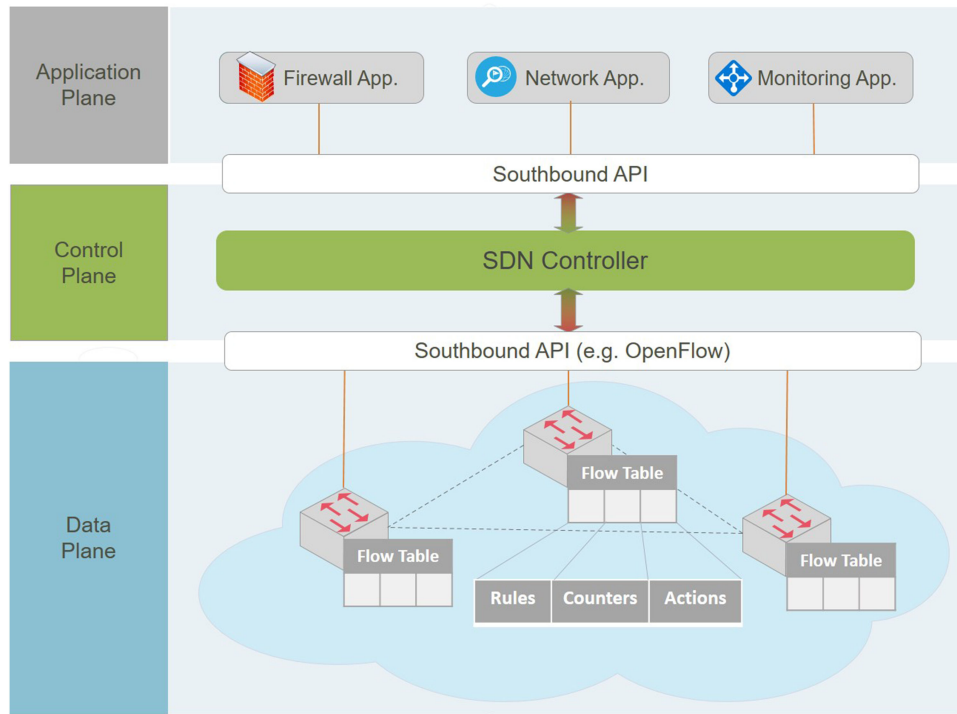 Application
Plane
Firewall App.
Network App.
Monitoring App.
Southbound API
Control
Plane
SDN Controller
Southbound API (e.g. OpenFlow)
Data
Plane
Flow Table
Flow Table
Flow Table
Rules
Counters
Actions